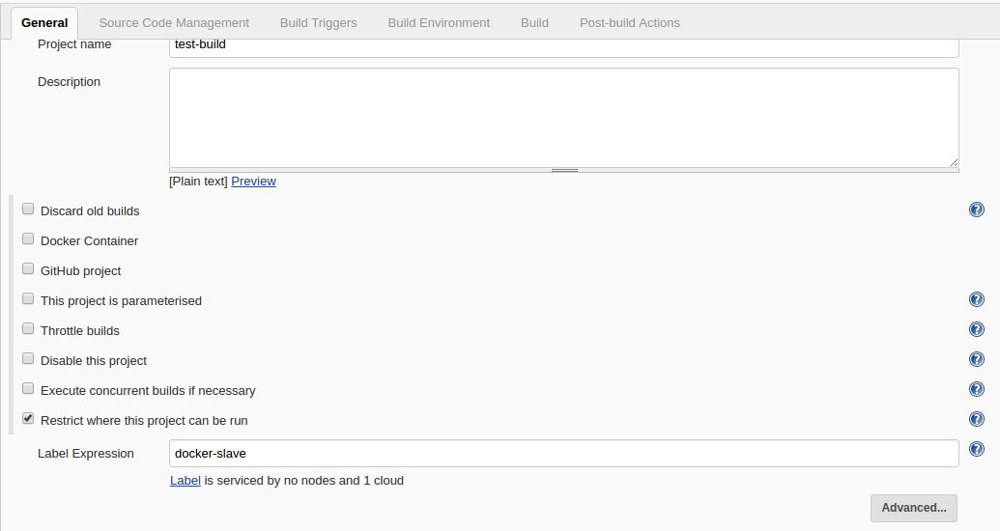 General Source Code Management Build Triggers Build Environment Build Post-build Actions
Project name test-build
Description
[Plain text] Preview
Discard old builds ?
Docker Container
GitHub project
This project is parameterised ?
Throttle builds ?
Disable this project ?
Execute concurrent builds if necessary ?
Restrict where this project can be run ?
Label Expression docker-slave ?
Label is serviced by no nodes and 1 cloud
Advanced...